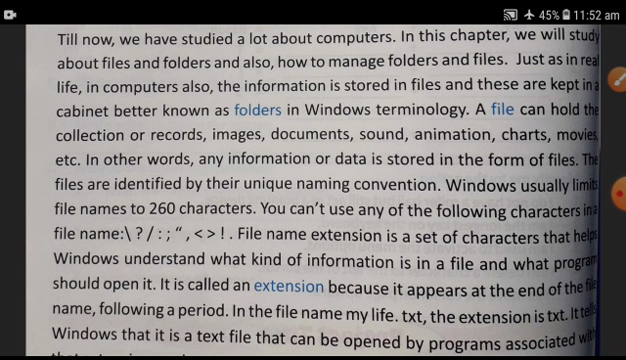 45% 11:52 am
Till now, we have studied a lot about computers. In this chapter, we will study
about files and folders and also, how to manage folders and files. Just as in real
life, in computers also, the information is stored in files and these are kept in a
cabinet better known as folders in Windows terminology. A file can hold the
collection or records, images, documents, sound, animation, charts, movies,
etc. In other words, any information or data is stored in the form of files. The
files are identified by their unique naming convention. Windows usually limits
file names to 260 characters. You can't use any of the following characters in a
file name:\ ? / : ; “ , < > ! . File name extension is a set of characters that helps
Windows understand what kind of information is in a file and what program
should open it. It is called an extension because it appears at the end of the file
name, following a period. In the file name my life. txt, the extension is txt. It tells
Windows that it is a text file that can be opened by programs associated with